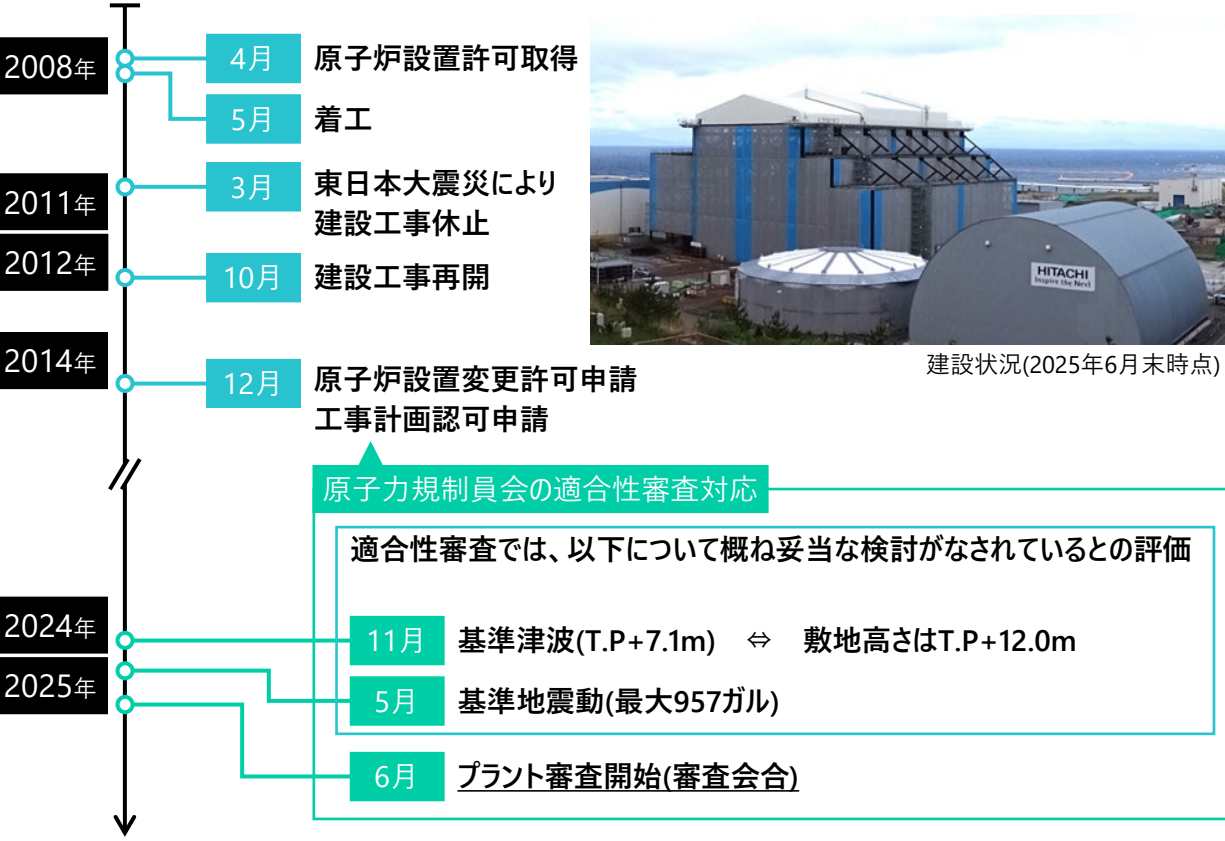 2008年
4月 原子炉設置許可取得
5月 着工
2011年
3月 東日本大震災により
建設工事休止
2012年
10月 建設工事再開
HITACHI
Inspire the Next
建設状況(2025年6月末時点)
2014年
12月 原子炉設置変更許可申請
工事計画認可申請
原子力規制員会の適合性審査対応
適合性審査では、以下について概ね妥当な検討がなされているとの評価
2024年
11月 基準津波(T.P+7.1m) ⇔ 敷地高さはT.P+12.0m
2025年
5月 基準地震動(最大957ガル)
6月 プラント審査開始(審査会合)